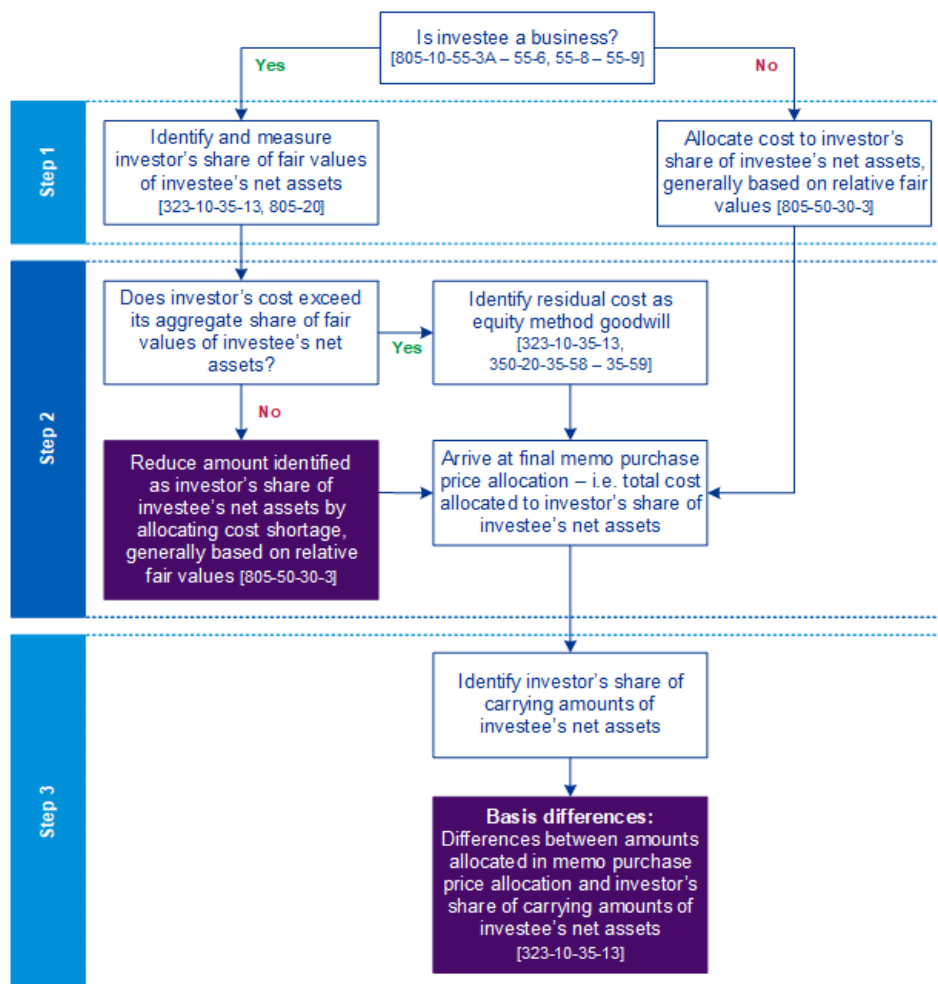 Is investee a business?
[805-10-55-3A – 55-6, 55-8 – 55-9]
Yes
No
Step 1
Identify and measure
investor's share of fair values
of investee's net assets
[323-10-35-13, 805-20]
Allocate cost to investor's
share of investee's net assets,
generally based on relative fair
values [805-50-30-3]
Step 2
Does investor's cost exceed
its aggregate share of fair
values of investee's net
assets?
Yes
Identify residual cost as
equity method goodwill
[323-10-35-13,
350-20-35-58 – 35-59]
No
Reduce amount identified
as investor's share of
investee's net assets by
allocating cost shortage,
generally based on relative
fair values [805-50-30-3]
Arrive at final memo purchase
price allocation – i.e. total cost
allocated to investor's share of
investee's net assets
Step 3
Identify investor's share of
carrying amounts of
investee's net assets
Basis differences:
Differences between amounts
allocated in memo purchase
price allocation and investor's
share of carrying amounts of
investee's net assets
[323-10-35-13]